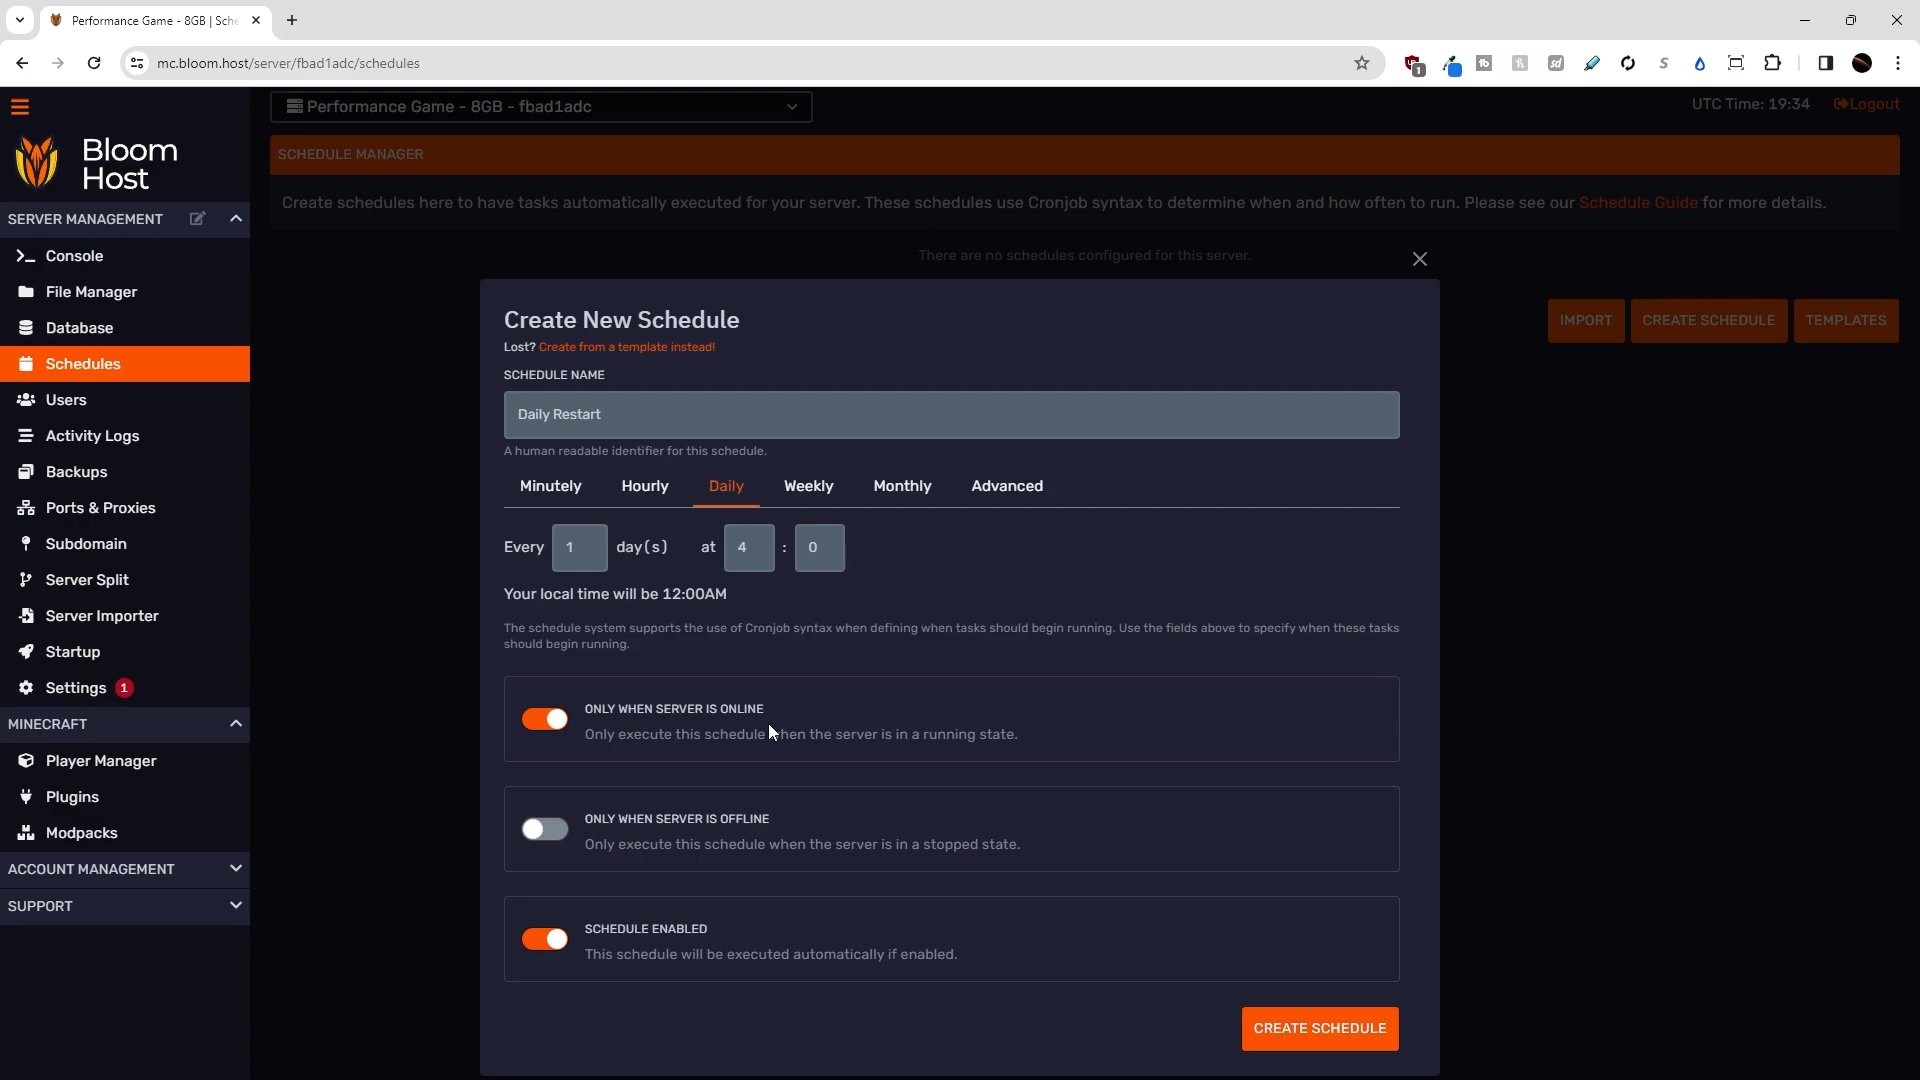 Performance Game - 8GB | Sche
mc.bloom.host/server/fbad1adc/schedules
Bloom
Host
Performance Game - 8GB - fbad1adc
UTC Time: 19:34
Logout
SCHEDULE MANAGER
Create schedules here to have tasks automatically executed for your server. These schedules use Cronjob syntax to determine when and how often to run. Please see our Schedule Guide for more details.
There are no schedules configured for this server.
IMPORT
CREATE SCHEDULE
TEMPLATES
SERVER MANAGEMENT
Console
File Manager
Database
Schedules
Users
Activity Logs
Backups
Ports & Proxies
Subdomain
Server Split
Server Importer
Startup
Settings 1
MINECRAFT
Player Manager
Plugins
Modpacks
ACCOUNT MANAGEMENT
SUPPORT
Create New Schedule
Lost? Create from a template instead!
SCHEDULE NAME
Daily Restart
A human readable identifier for this schedule.
Minutely Hourly Daily Weekly Monthly Advanced
Every 1 day(s) at 4 : 0
Your local time will be 12:00AM
The schedule system supports the use of Cronjob syntax when defining when tasks should begin running. Use the fields above to specify when these tasks
should begin running.
ONLY WHEN SERVER IS ONLINE
Only execute this schedule when the server is in a running state.
ONLY WHEN SERVER IS OFFLINE
Only execute this schedule when the server is in a stopped state.
SCHEDULE ENABLED
This schedule will be executed automatically if enabled.
CREATE SCHEDULE